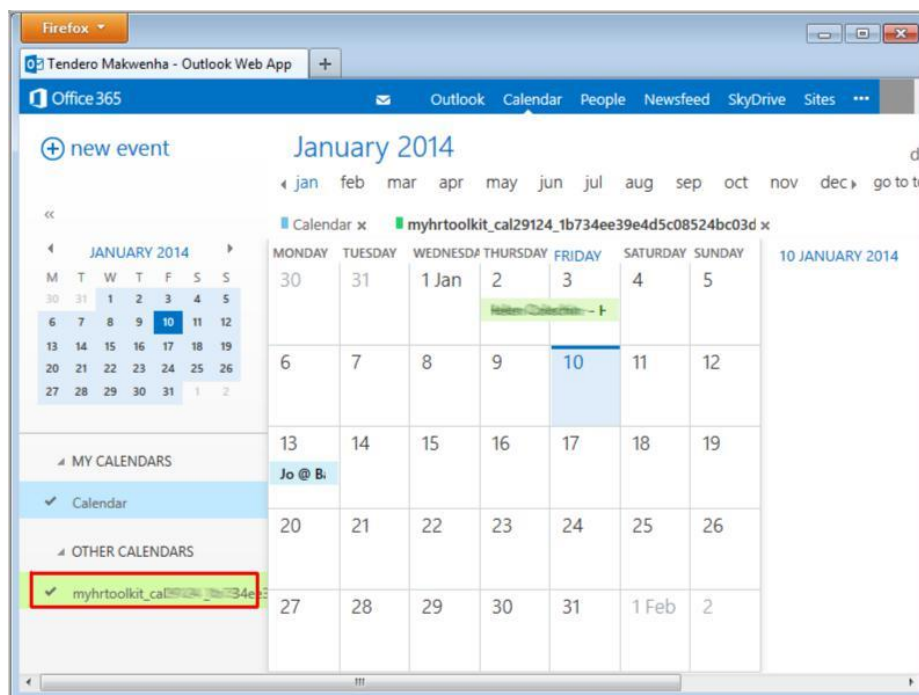 Firefox
Tendero Makwenha - Outlook Web App
Office 365 Outlook Calendar People Newsfeed SkyDrive Sites •••
new event
January 2014
jan feb mar apr may jun jul aug sep oct nov dec go to
«
Calendar x myhrtoolkit_cal29124_1b734ee39e4d5c08524bc03d x
JANUARY 2014
M T W T F S S
30 31 1 2 3 4 5
6 7 8 9 10 11 12
13 14 15 16 17 18 19
20 21 22 23 24 25 26
27 28 29 30 31 1 2
MY CALENDARS
Calendar
OTHER CALENDARS
myhrtoolkit_cal
MONDAY TUESDAY WEDNESDA THURSDAY FRIDAY SATURDAY SUNDAY
30 31 1 Jan 2 3 4 5
– H
6 7 8 9 10 11 12
13 14 15 16 17 18 19
Jo @ Ba
20 21 22 23 24 25 26
27 28 29 30 31 1 Feb 2
10 JANUARY 2014